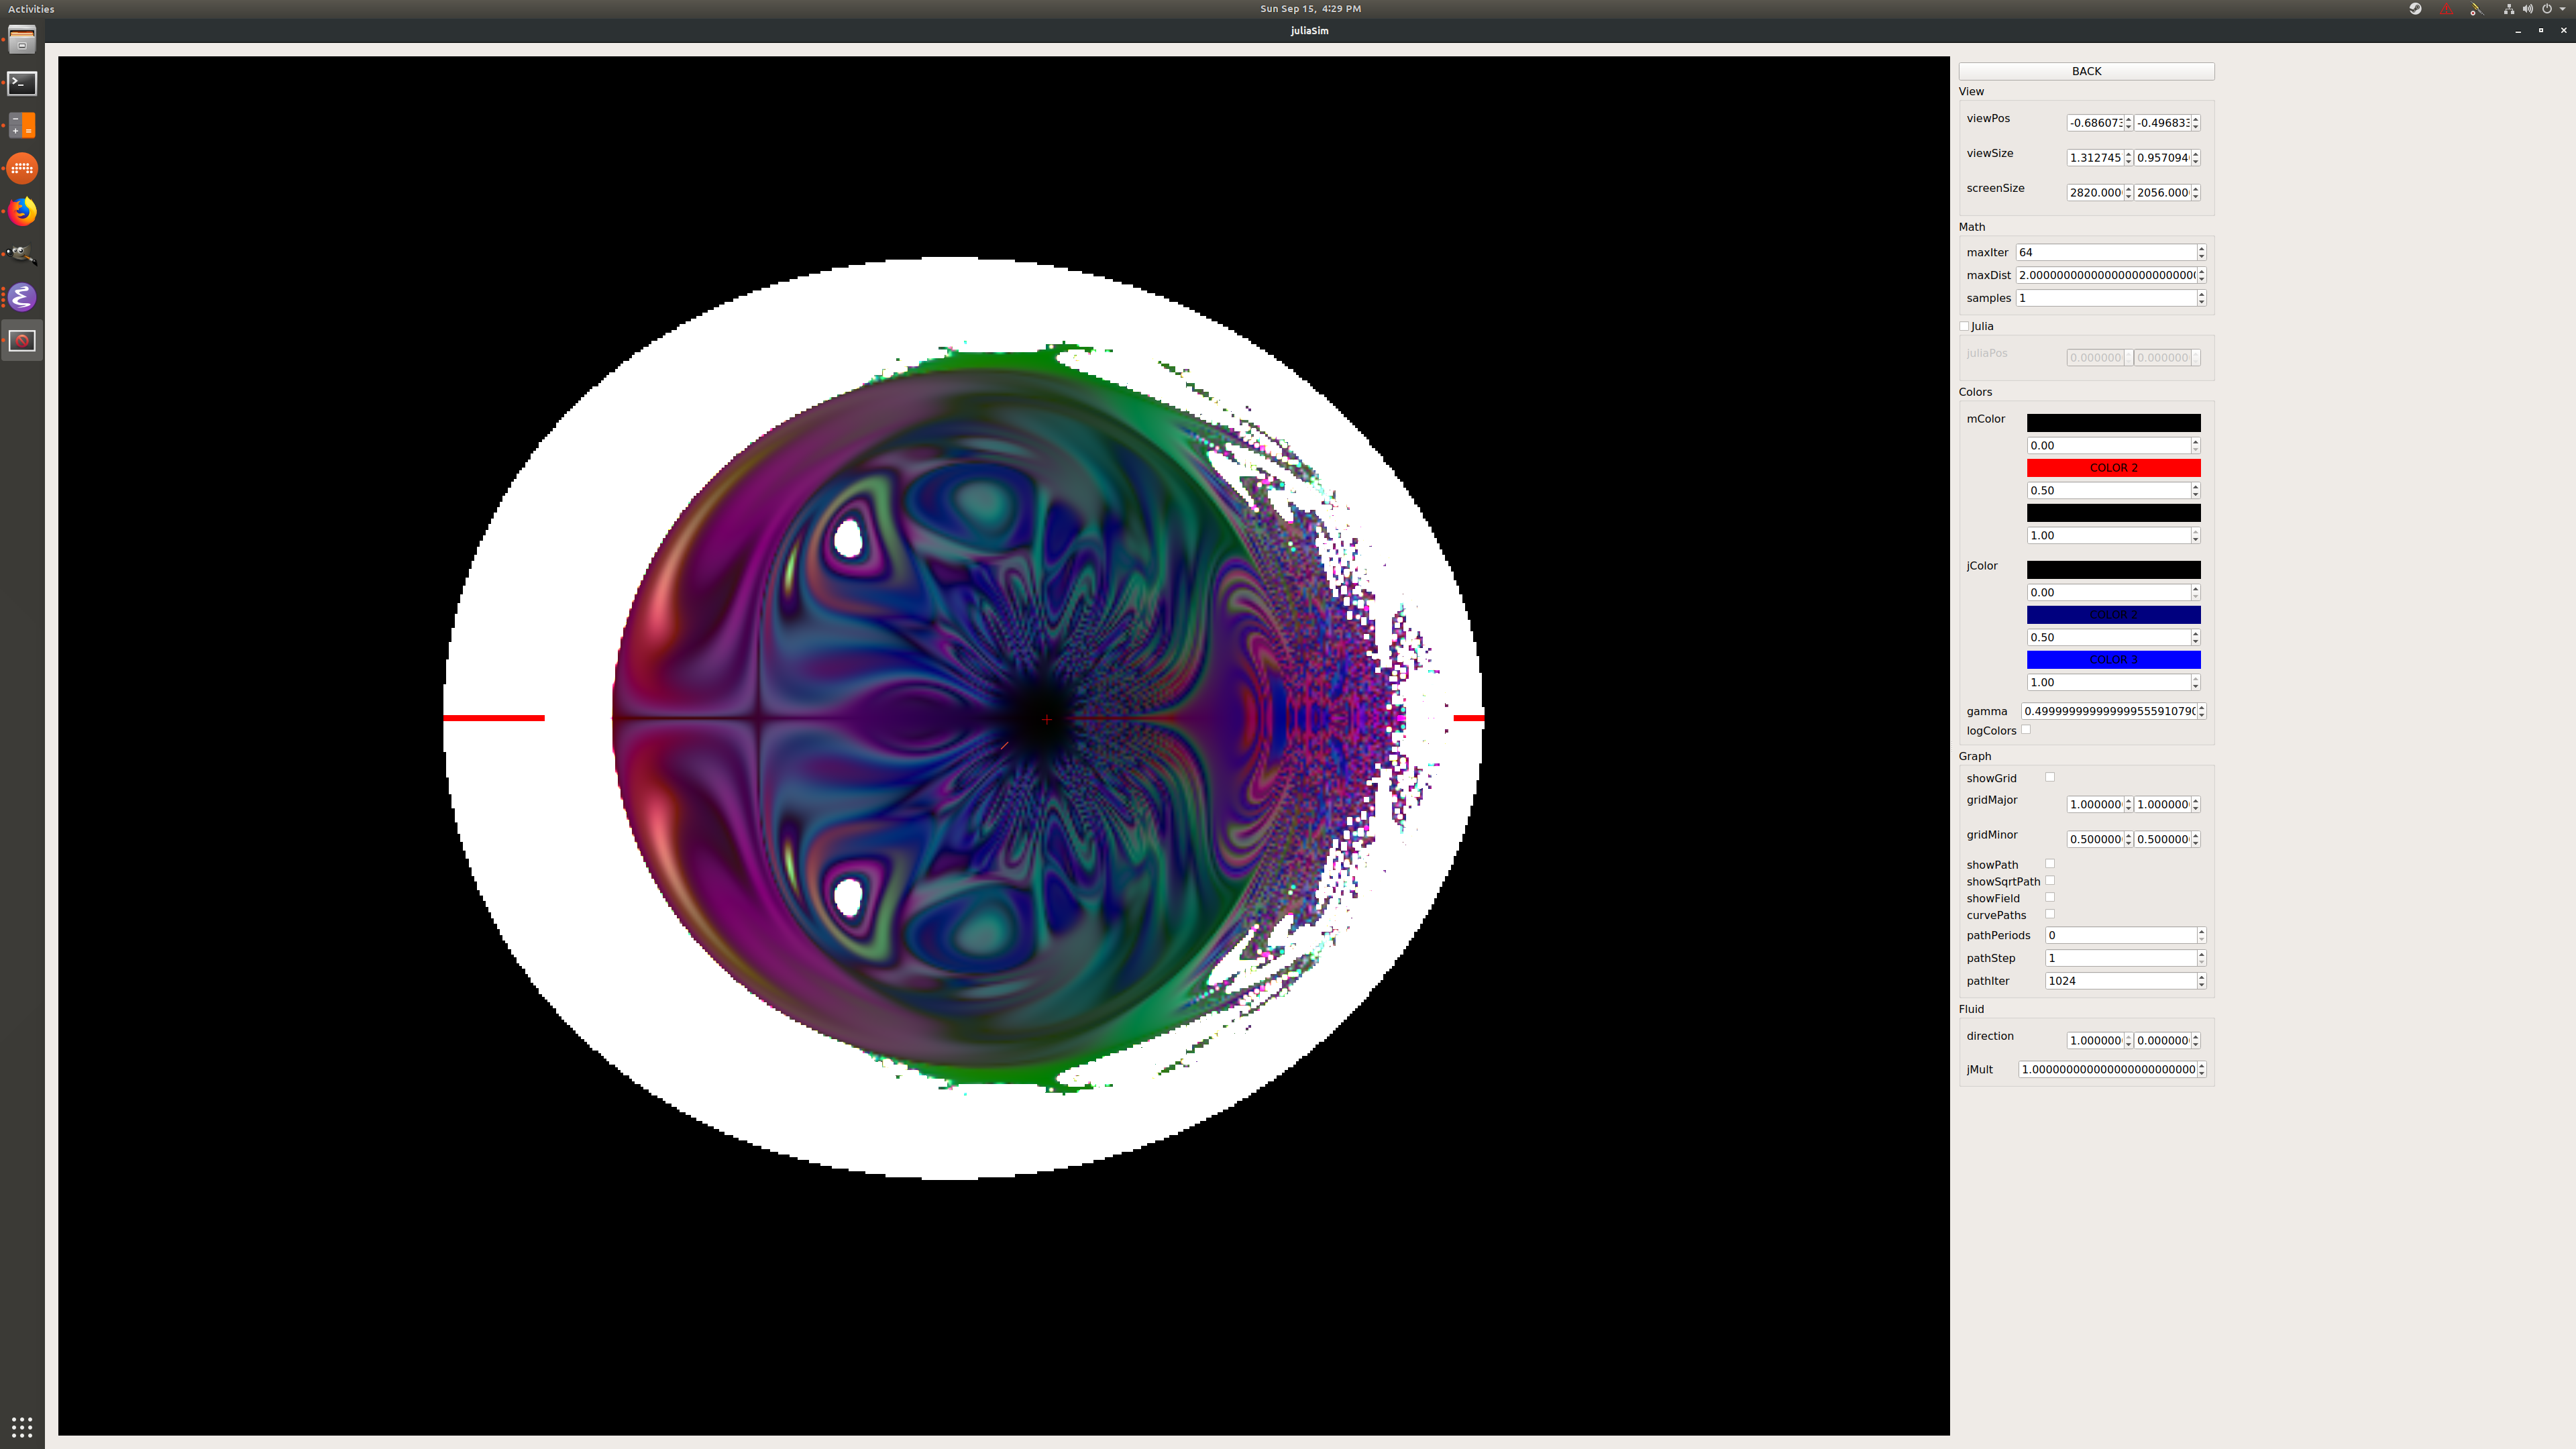 Activities
Sun Sep 15, 4:29 PM
juliaSim
BACK
View
viewPos -0.686073 -0.496833
viewSize 1.312745 0.957094
screenSize 2820.000 2056.000
Math
maxIter 64
maxDist 2.0000000000000000000000000
samples 1
Julia
juliaPos 0.000000 0.000000
Colors
mColor
0.00
COLOR 2
0.50
1.00
jColor
0.00
COLOR 2
0.50
COLOR 3
1.00
gamma 0.4999999999999999555910790
logColors
Graph
showGrid
gridMajor 1.000000 1.000000
gridMinor 0.500000 0.500000
showPath
showSqrtPath
showField
curvePaths
pathPeriods 0
pathStep 1
pathIter 1024
Fluid
direction 1.000000 0.000000
jMult 1.0000000000000000000000000